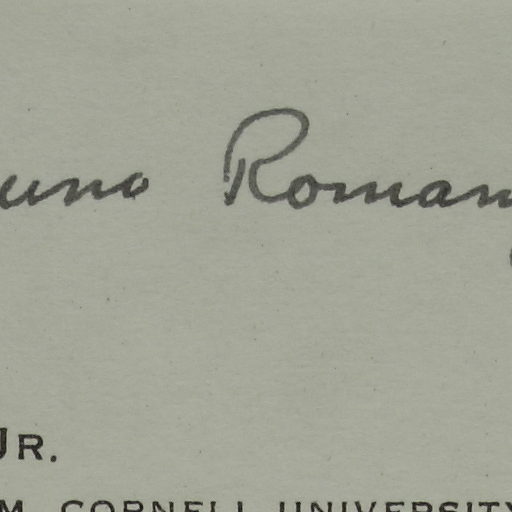 uno Roman
JR.
M, CORNELL UNIVERSITY